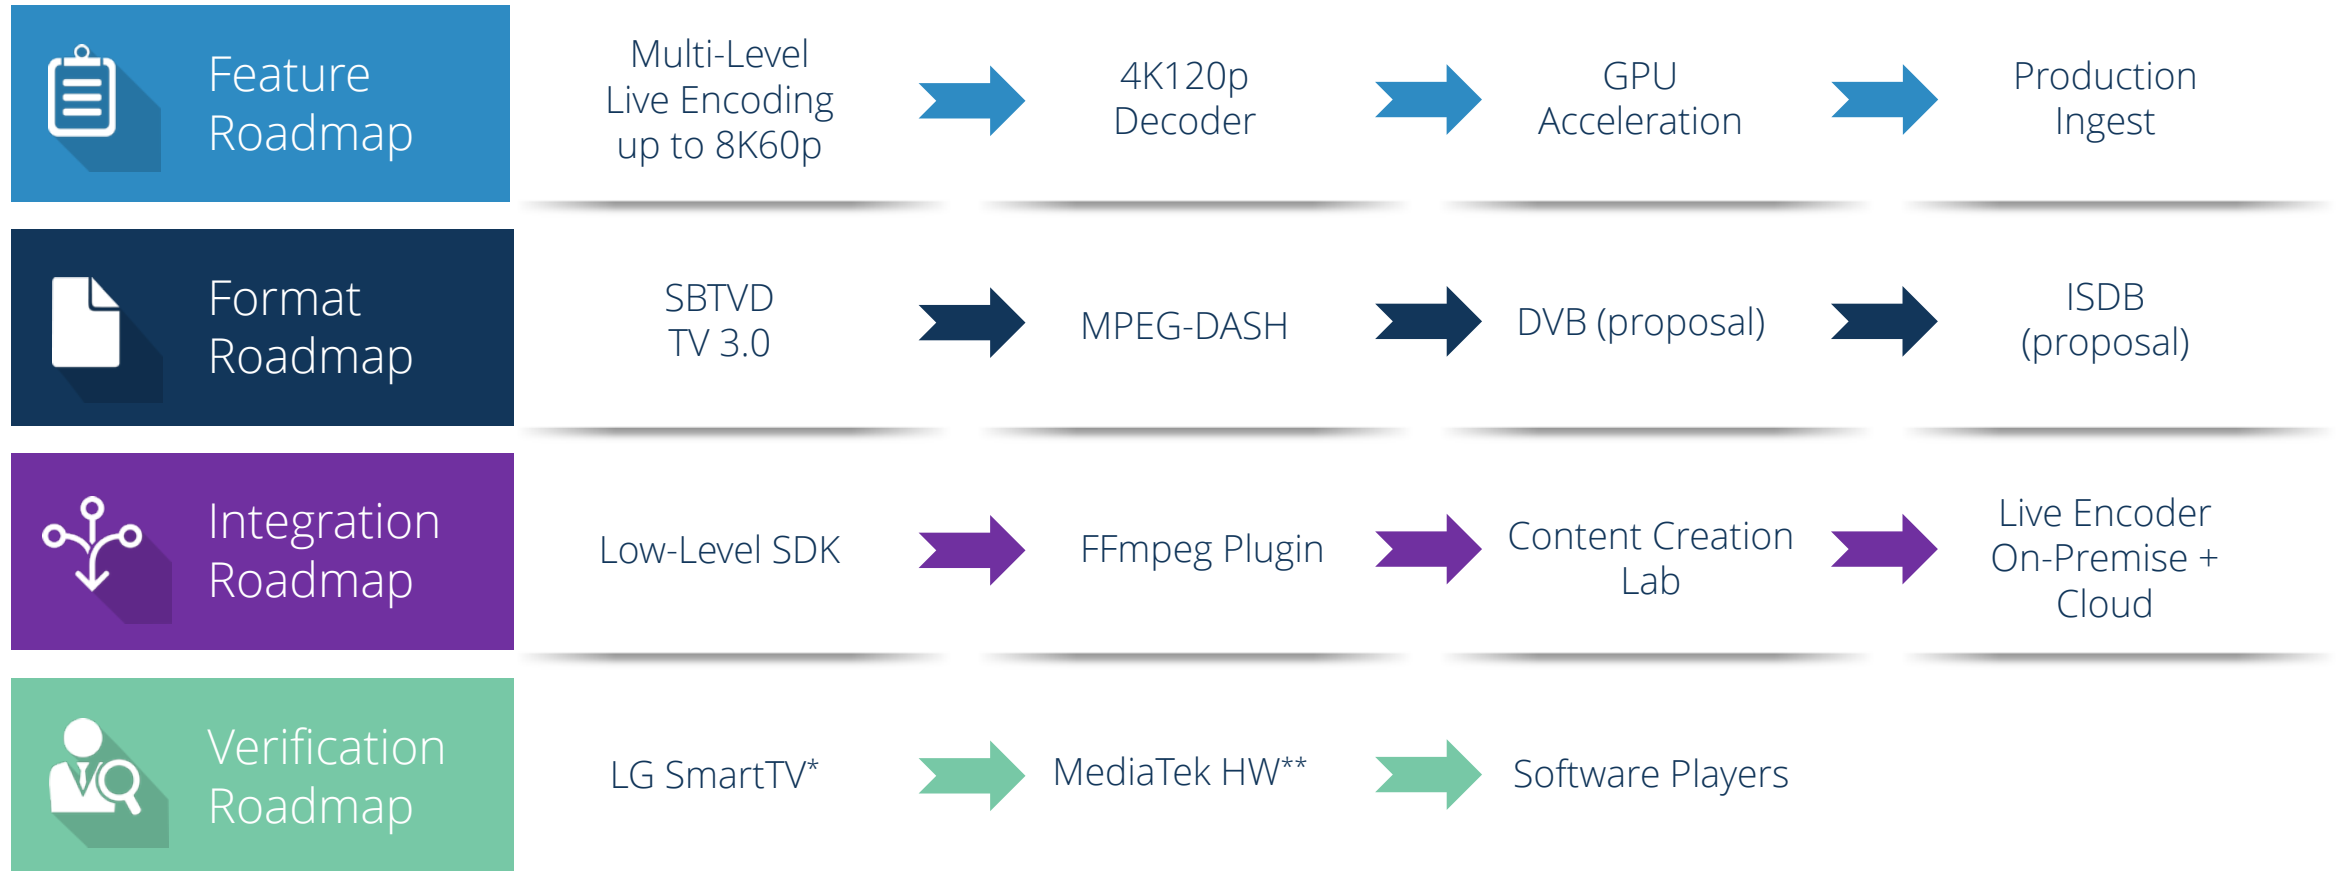 Feature
Roadmap
Multi-Level
Live Encoding
up to 8K60p
4K120p
Decoder
GPU
Acceleration
Production
Ingest
Format
Roadmap
SBTVD
TV 3.0
MPEG-DASH
DVB (proposal)
ISDB
(proposal)
Integration
Roadmap
Low-Level SDK
FFmpeg Plugin
Content Creation
Lab
Live Encoder
On-Premise +
Cloud
Verification
Roadmap
LG SmartTV*
MediaTek HW**
Software Players